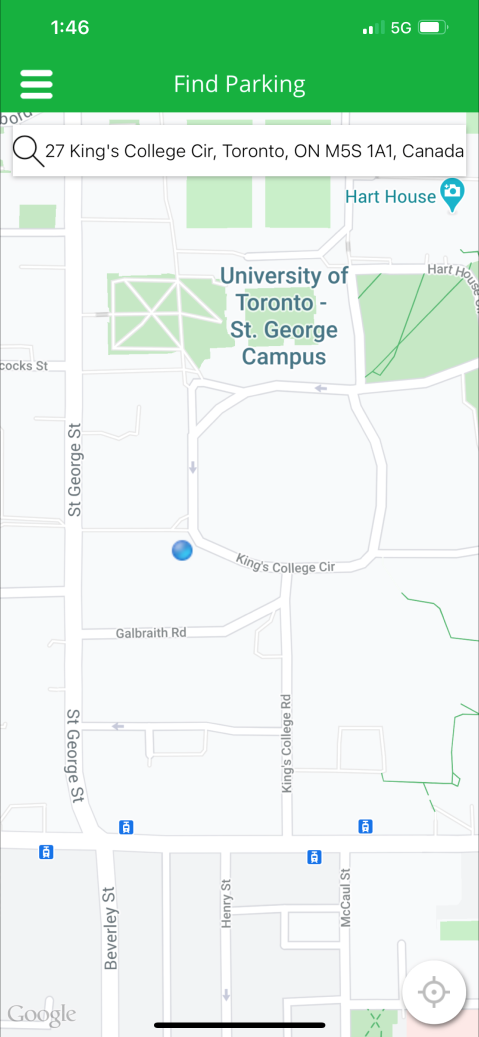 1:46
5G
Find Parking
27 King's College Cir, Toronto, ON M5S 1A1, Canada
Hart House
University of
Toronto -
St. George
Campus
cocks St
St George St
King's College Cir
Galbraith Rd
St George St
King's College Rd
Beverley St
Henry St
McCaul St
Google